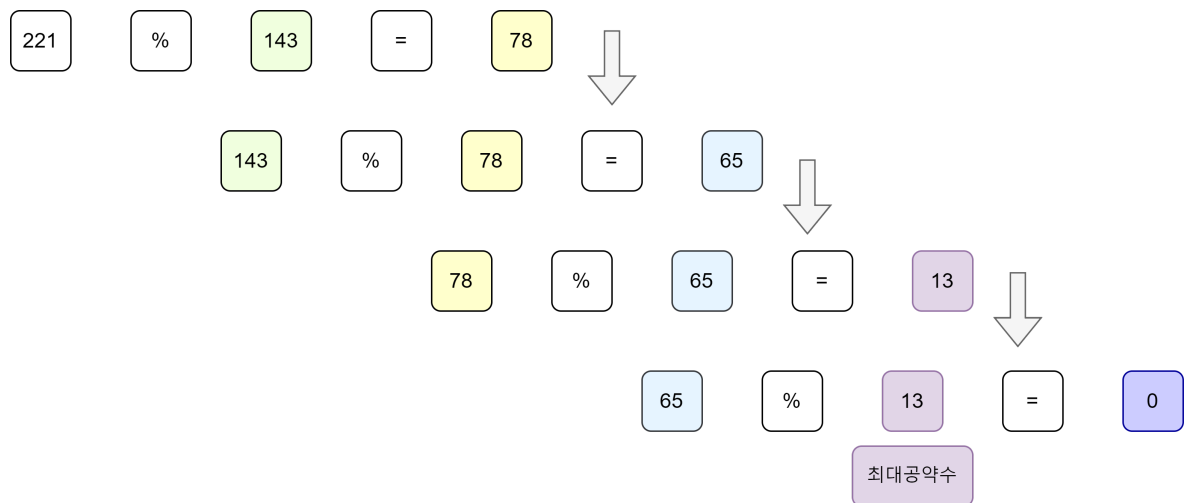 221 % 143 = 78
143 % 78 = 65
78 % 65 = 13
65 % 13 = 0
최대공약수